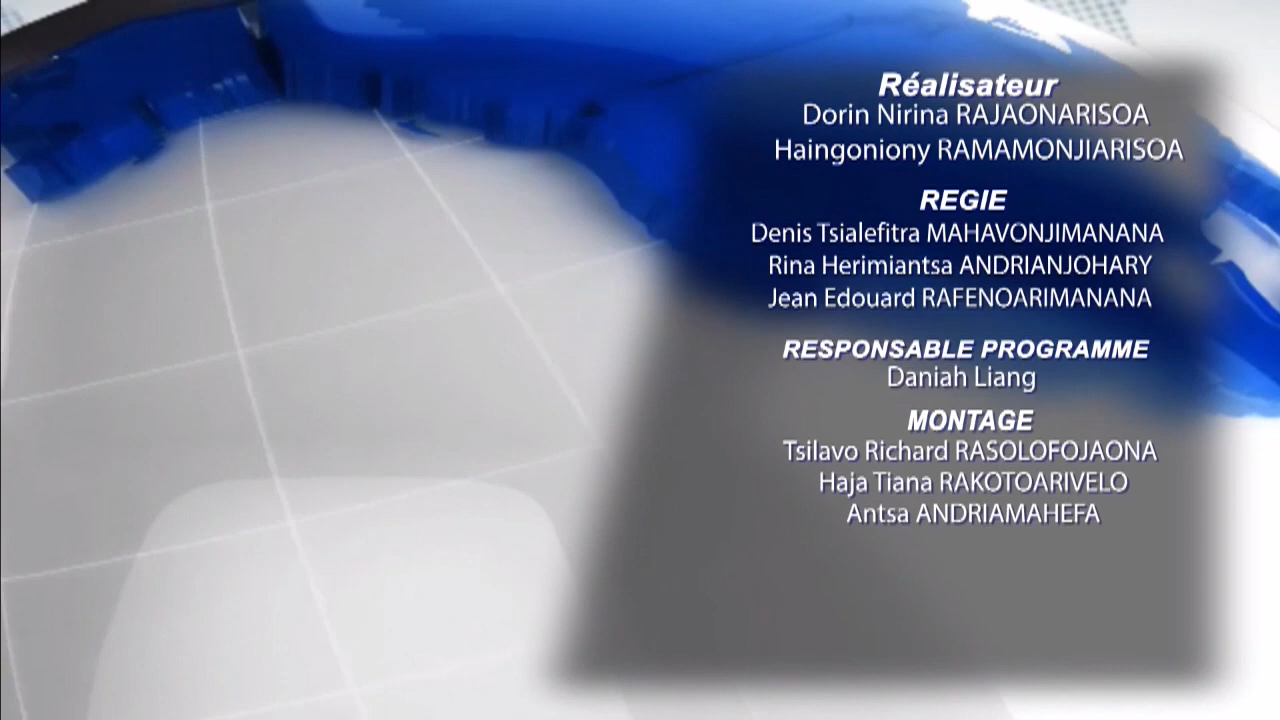 Réalisateur
Dorin Nirina RAJAONARISOA
Haingoniony RAMAMONJIARISOA
REGIE
Denis Tsialefitra MAHAVONJIMANANA
Rina Herimiantsa ANDRIANJOHARY
Jean Edouard RAFENOARIMANANA
RESPONSABLE PROGRAMME
Daniah Liang
MONTAGE
Tsilavo Richard RASOLOFOJAONA
Haja Tiana RAKOTOARIVELO
Antsa ANDRIAMAHEFA